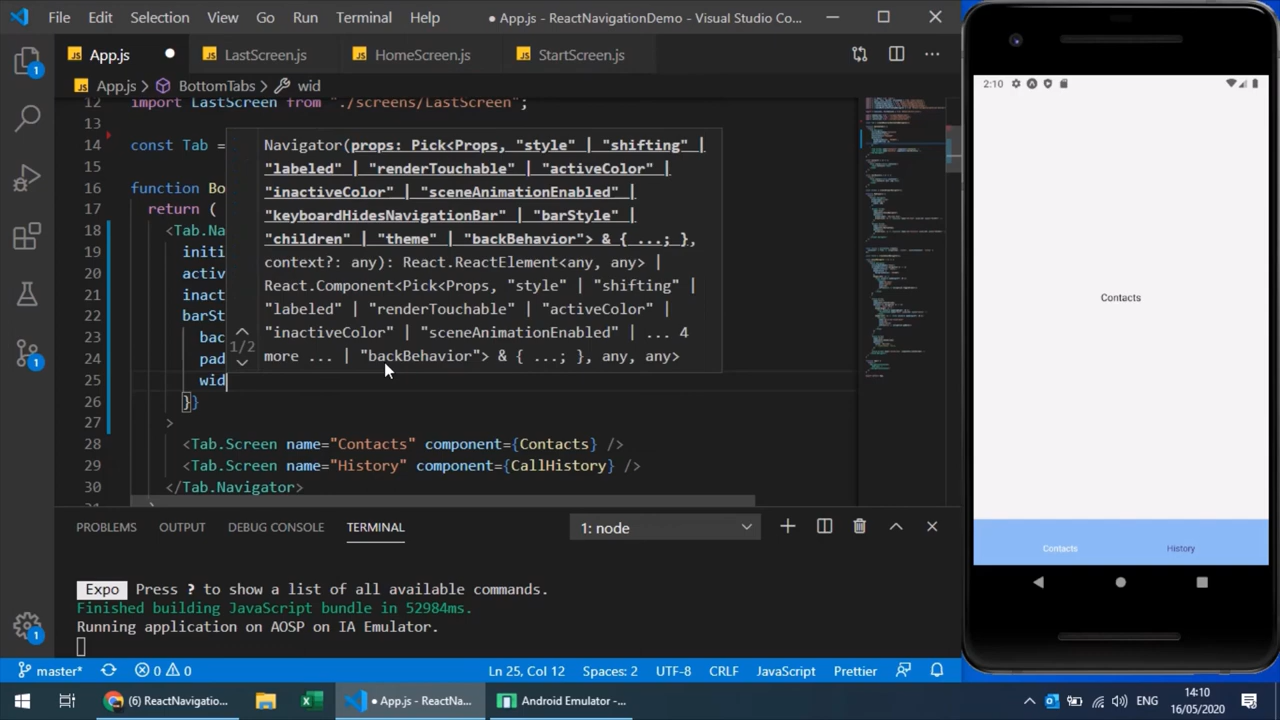 File Edit Selection View Go Run Terminal Help ● App.js - ReactNavigationDemo - Visual Studio Co...
JS App.js ● JS LastScreen.js JS HomeScreen.js JS StartScreen.js ...
JS App.js > BottomTabs > wid
12 import LastScreen from "./screens/LastScreen";
13
14 const Tab =
15
16 function Bo
17 return (
18 <Tab.Na
19 initi
20 activ
21 inact
22 barSt
23 bac
24 pad
25 wid
26 }}
27 >
28 <Tab.Screen name="Contacts" component={Contacts} />
29 <Tab.Screen name="History" component={CallHistory} />
30 </Tab.Navigator>
Navigator(props: Pick<Props, "style" | "shifting" |
"labeled" | "renderTouchable" | "activeColor" |
"inactiveColor" | "sceneAnimationEnabled" |
"keyboardHidesNavigationBar" | "barStyle" |
"children" | "theme" | "backBehavior"> & { ...; },
context?: any): React.ReactElement<any, any> |
React.Component<Pick<Props, "style" | "shifting" |
"labeled" | "renderTouchable" | "activeColor" |
"inactiveColor" | "sceneAnimationEnabled" | ... 4
more ... | "backBehavior"> & { ...; }, any, any>
1/2
PROBLEMS OUTPUT DEBUG CONSOLE TERMINAL 1: node
Expo Press ? to show a list of all available commands.
Finished building JavaScript bundle in 52984ms.
Running application on AOSP on IA Emulator.
1
1
1
master* 0 0 Ln 25, Col 12 Spaces: 2 UTF-8 CRLF JavaScript Prettier
(6) ReactNavigatio... ● App.js - ReactNa... Android Emulator -... ENG 14:10
16/05/2020
2:10
Contacts
Contacts History